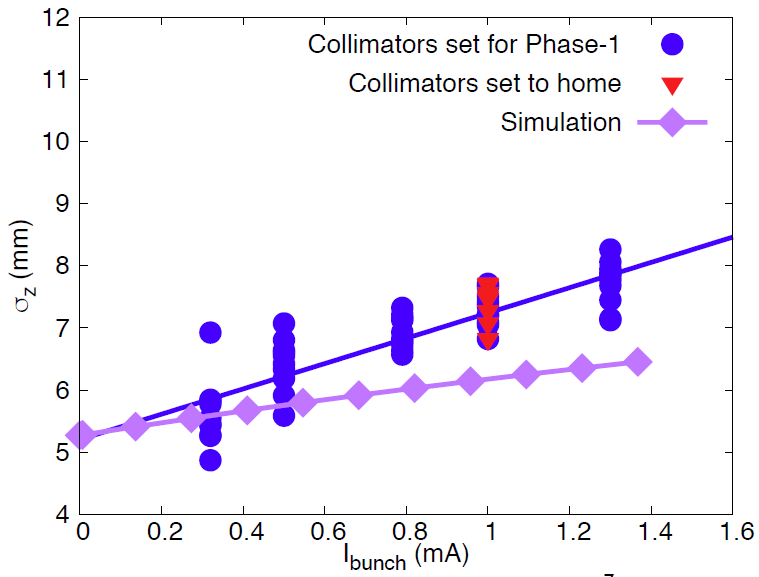 12
11
10
9
8
7
6
5
4
σz (mm)
Collimators set for Phase-1
Collimators set to home
Simulation
0 0.2 0.4 0.6 0.8 1 1.2 1.4 1.6
Ibunch (mA)
7